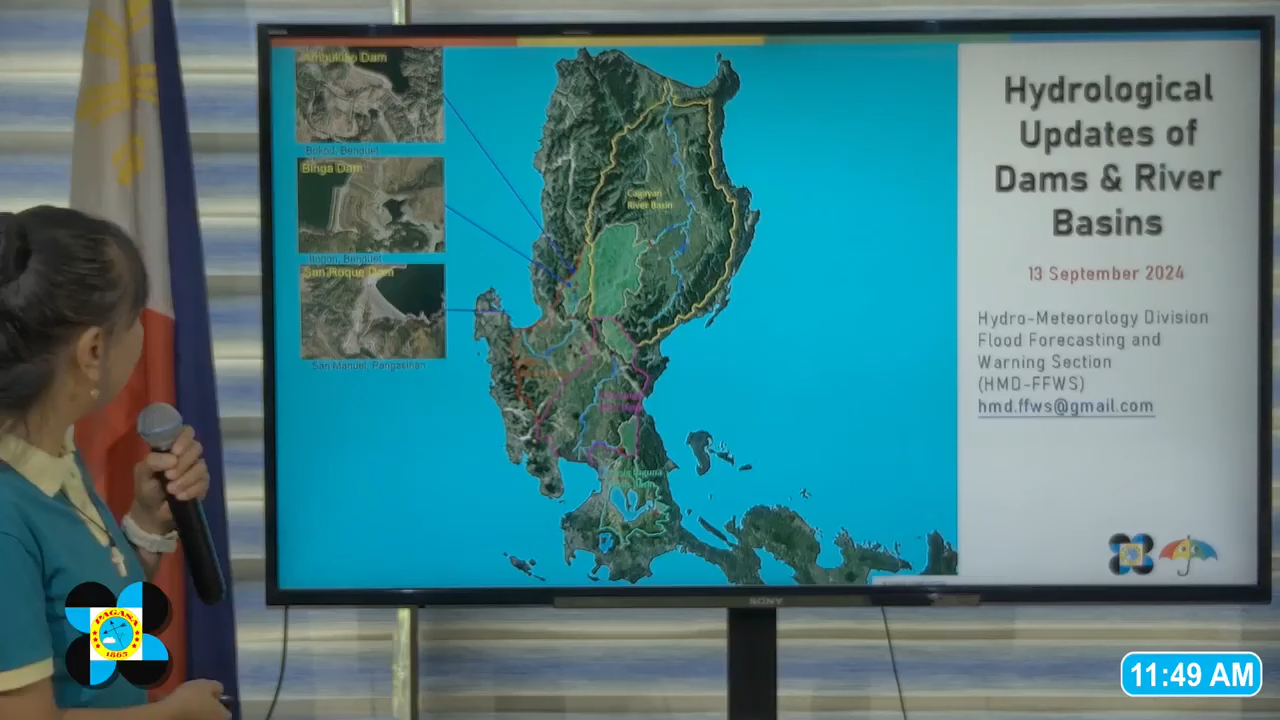 Ambuklao Dam
Bokod, Benguet
Binga Dam
Itogon, Benguet
San Roque Dam
San Manuel, Pangasinan
Cagayan
River Basin
Hydrological
Updates of
Dams & River
Basins
13 September 2024
Hydro-Meteorology Division
Flood Forecasting and
Warning Section
(HMD-FFWS)
hmd.ffws@gmail.com
SONY
PAGASA
1865
11:49 AM